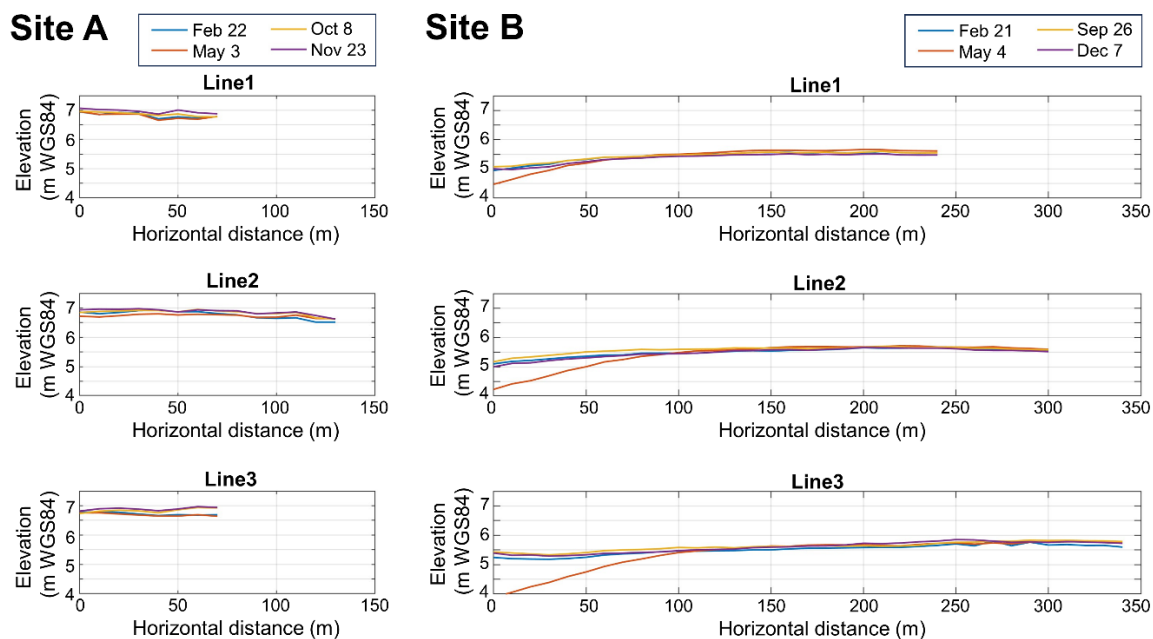 Site A
Feb 22
Oct 8
May 3
Nov 23
Site B
Feb 21
Sep 26
May 4
Dec 7
Line1
Elevation
(m WGS84)
7
6
5
4
0
50
100
150
Horizontal distance (m)
Line1
Elevation
(m WGS84)
7
6
5
4
0
50
100
150
200
250
300
350
Horizontal distance (m)
Line2
Elevation
(m WGS84)
7
6
5
4
0
50
100
150
Horizontal distance (m)
Line2
Elevation
(m WGS84)
7
6
5
4
0
50
100
150
200
250
300
350
Horizontal distance (m)
Line3
Elevation
(m WGS84)
7
6
5
4
0
50
100
150
Horizontal distance (m)
Line3
Elevation
(m WGS84)
7
6
5
4
0
50
100
150
200
250
300
350
Horizontal distance (m)